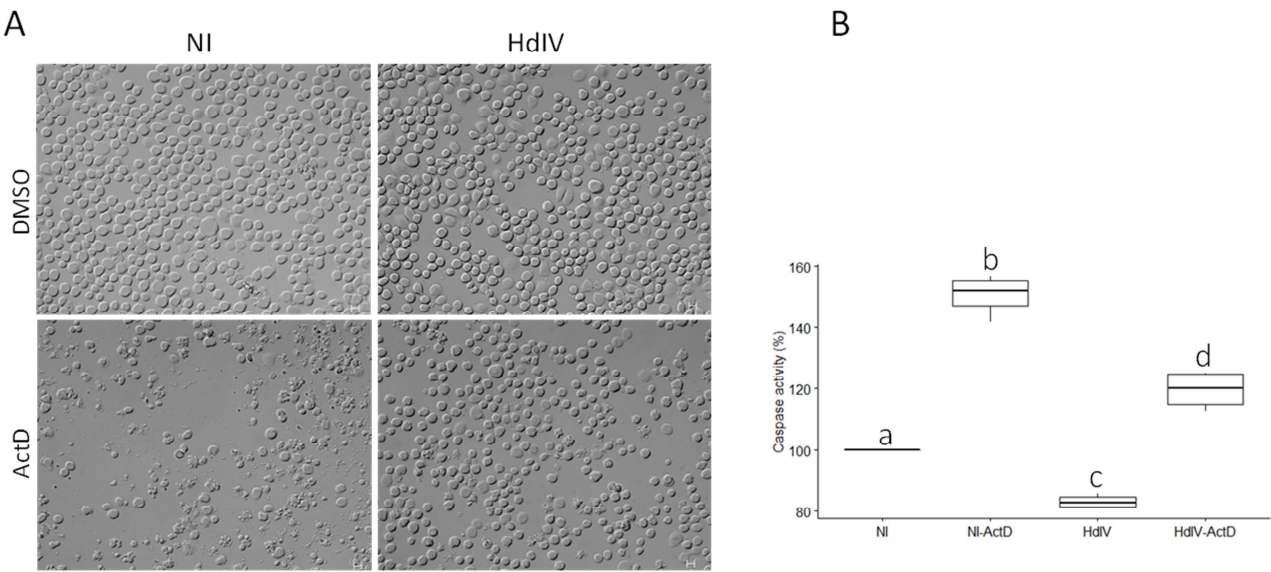 A
B
NI
HdIV
DMSO
ActD
Caspase activity (%)
160
140
120
100
80
a
b
c
d
NI
NI-ActD
HdIV
HdIV-ActD